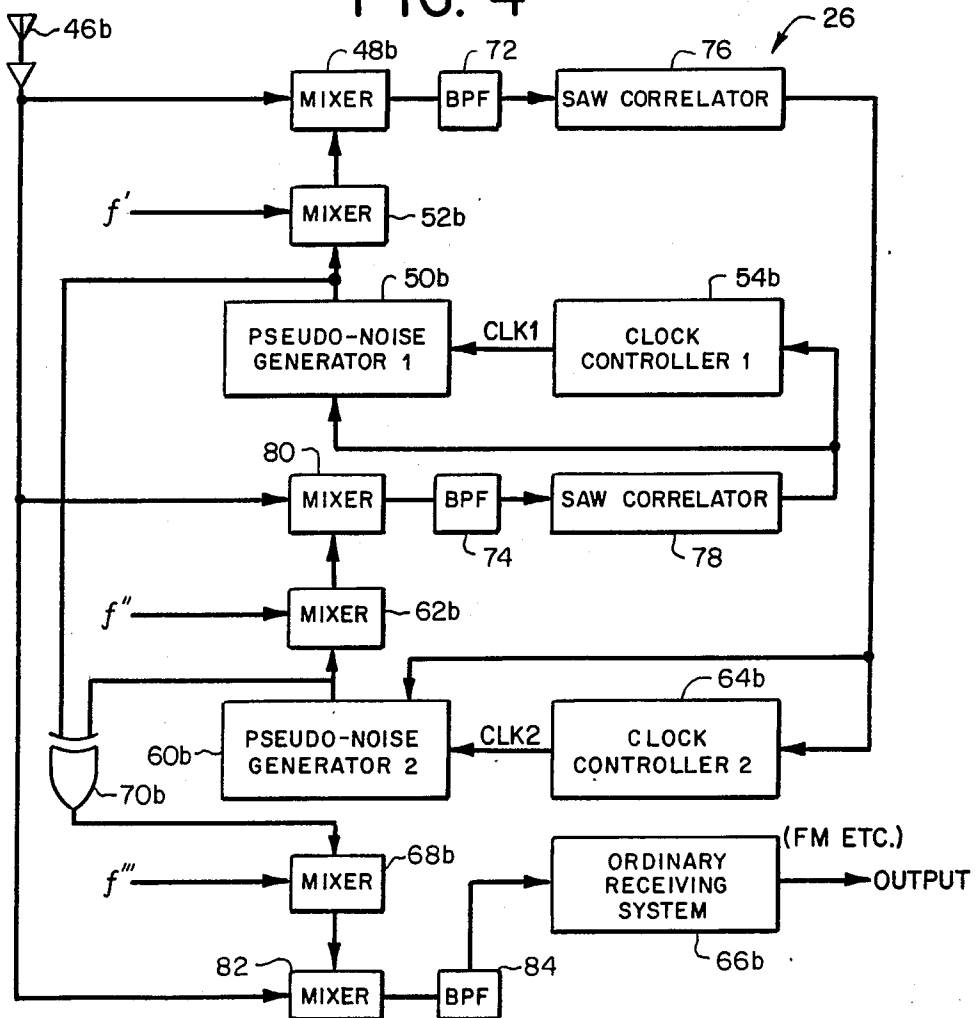 FIG. 4
46b
26
48b
72
76
MIXER
BPF
SAW CORRELATOR
f'
MIXER
52b
50b
54b
PSEUDO-NOISE
GENERATOR 1
CLK1
CLOCK
CONTROLLER 1
80
MIXER
BPF
SAW CORRELATOR
74
78
f"
MIXER
62b
64b
60b
PSEUDO-NOISE
GENERATOR 2
CLK2
CLOCK
CONTROLLER 2
70b
68b
(FM ETC.)
f'''
MIXER
ORDINARY
RECEIVING
SYSTEM
OUTPUT
82
MIXER
BPF
84
66b